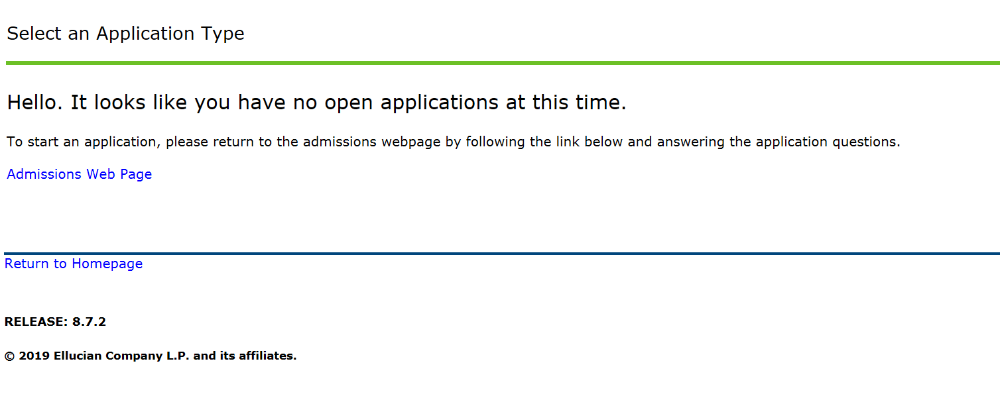 Select an Application Type
Hello. It looks like you have no open applications at this time.
To start an application, please return to the admissions webpage by following the link below and answering the application questions.
Admissions Web Page
Return to Homepage
RELEASE: 8.7.2
© 2019 Ellucian Company L.P. and its affiliates.